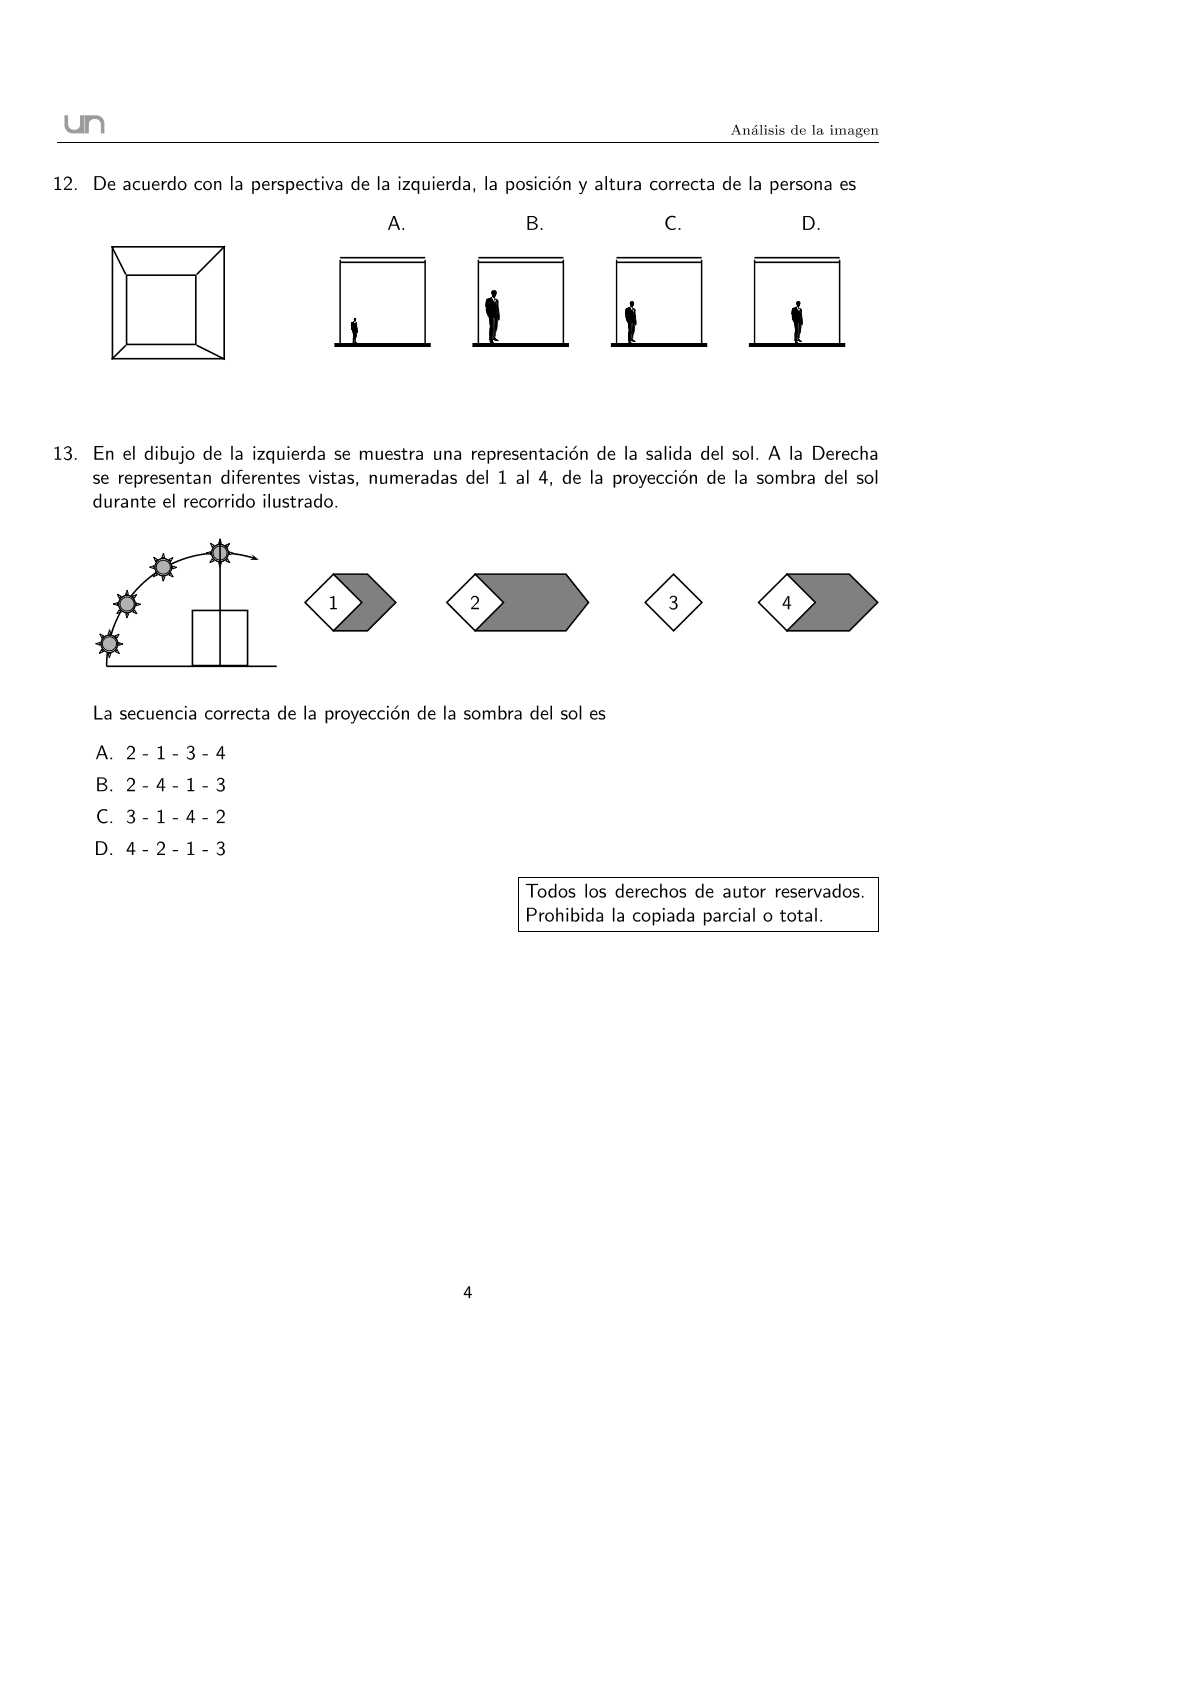 un
Análisis de la imagen
12. De acuerdo con la perspectiva de la izquierda, la posición y altura correcta de la persona es
A. B. C. D.
13. En el dibujo de la izquierda se muestra una representación de la salida del sol. A la Derecha
se representan diferentes vistas, numeradas del 1 al 4, de la proyección de la sombra del sol
durante el recorrido ilustrado.
1 2 3 4
La secuencia correcta de la proyección de la sombra del sol es
A. 2 - 1 - 3 - 4
B. 2 - 4 - 1 - 3
C. 3 - 1 - 4 - 2
D. 4 - 2 - 1 - 3
Todos los derechos de autor reservados.
Prohibida la copiada parcial o total.
4